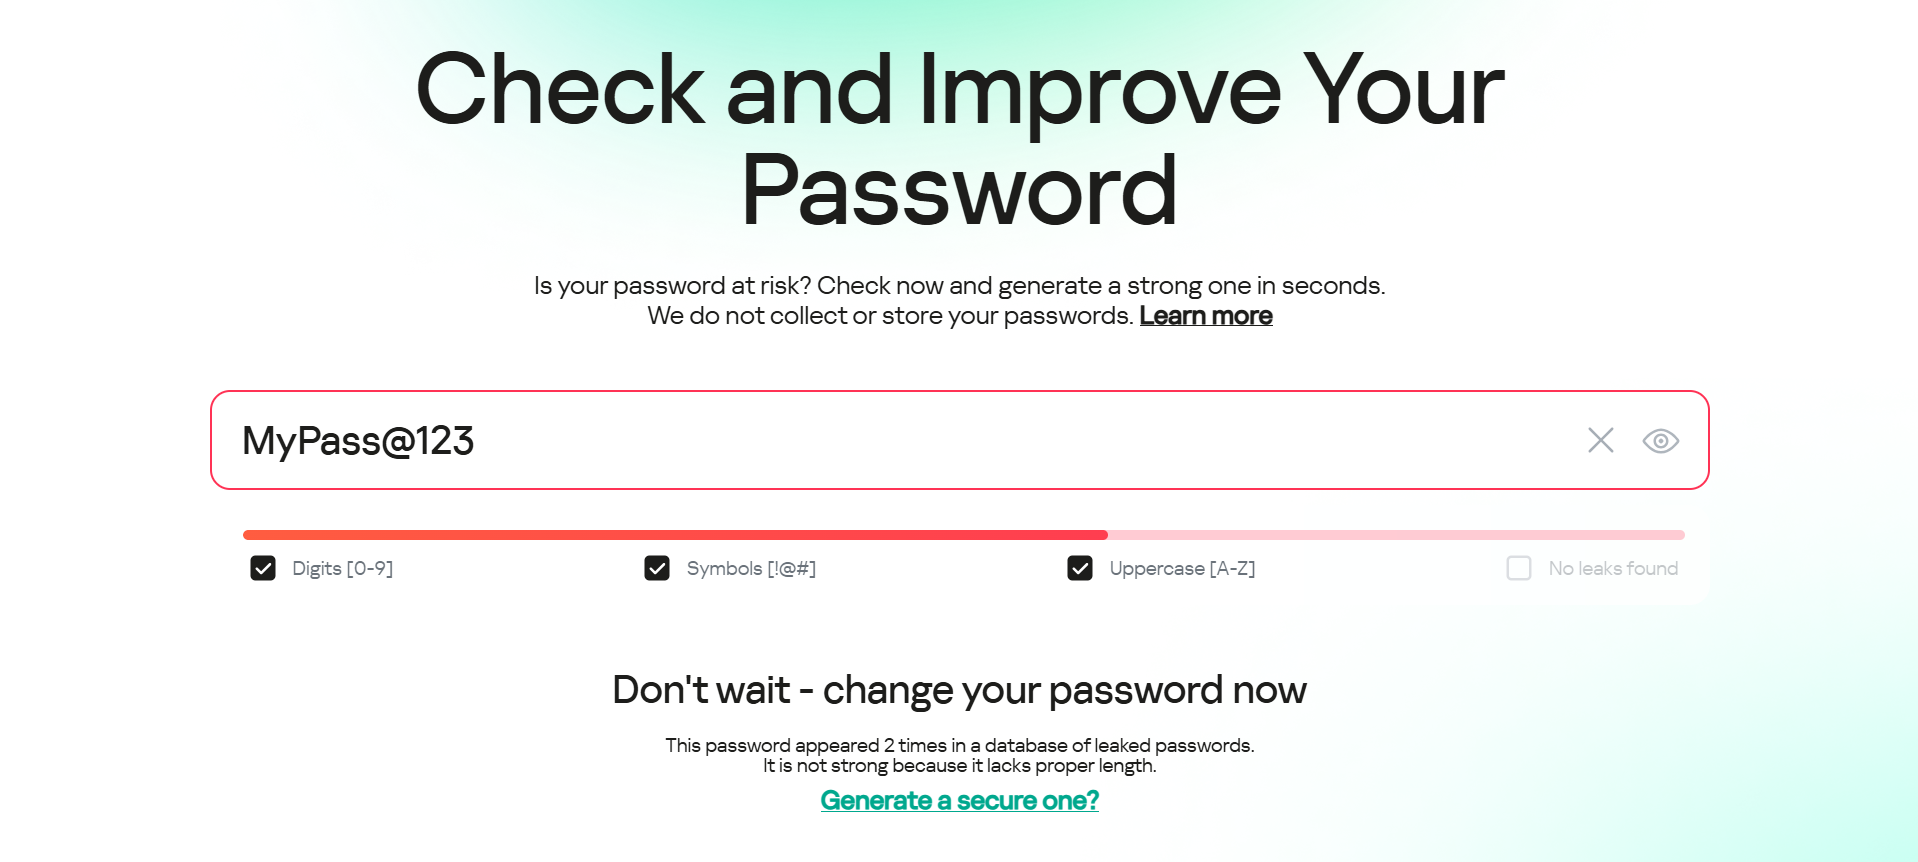 Check and Improve Your
Password
Is your password at risk? Check now and generate a strong one in seconds.
We do not collect or store your passwords. Learn more
MyPass@123
Digits [0-9] Symbols [!@#] Uppercase [A-Z] No leaks found
Don't wait - change your password now
This password appeared 2 times in a database of leaked passwords.
It is not strong because it lacks proper length.
Generate a secure one?